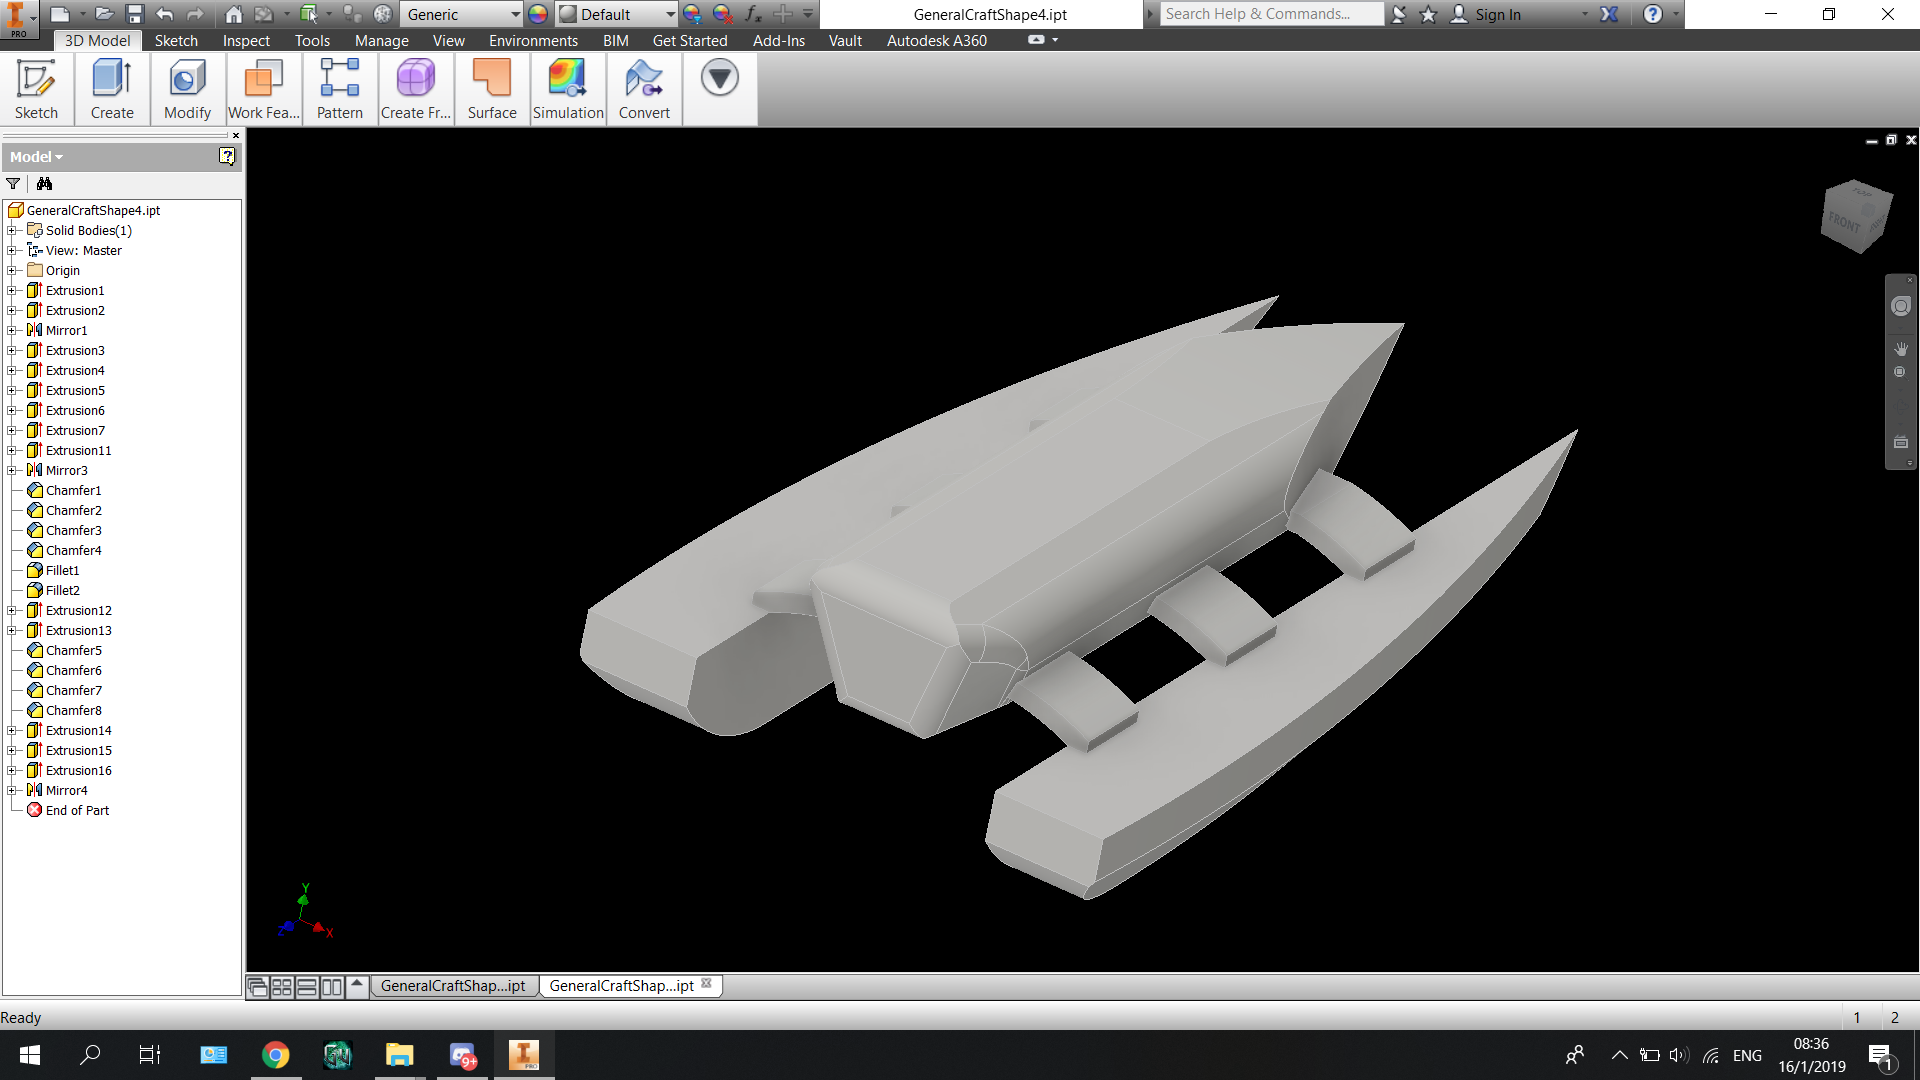 PRO
Generic
Default
GeneralCraftShape4.ipt
Search Help & Commands...
Sign In
3D Model
Sketch
Inspect
Tools
Manage
View
Environments
BIM
Get Started
Add-Ins
Vault
Autodesk A360
Sketch
Create
Modify
Work Fea...
Pattern
Create Fr...
Surface
Simulation
Convert
Model
GeneralCraftShape4.ipt
Solid Bodies(1)
View: Master
Origin
Extrusion1
Extrusion2
Mirror1
Extrusion3
Extrusion4
Extrusion5
Extrusion6
Extrusion7
Extrusion11
Mirror3
Chamfer1
Chamfer2
Chamfer3
Chamfer4
Fillet1
Fillet2
Extrusion12
Extrusion13
Chamfer5
Chamfer6
Chamfer7
Chamfer8
Extrusion14
Extrusion15
Extrusion16
Mirror4
End of Part
TOP
FRONT
Y
Z
X
GeneralCraftShap...ipt
GeneralCraftShap...ipt
Ready
1
2
9+
PRO
ENG
08:36
16/1/2019
1